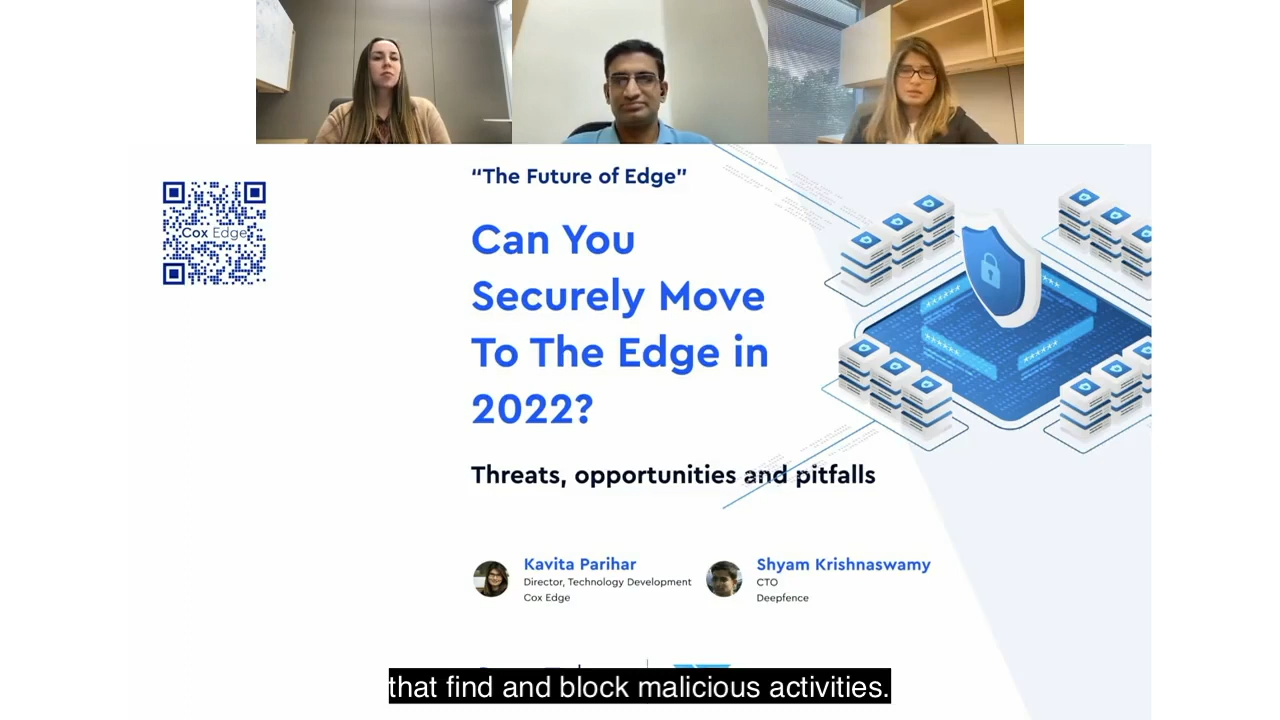 “The Future of Edge”
Cox Edge
Can You
Securely Move
To The Edge in
2022?
Threats, opportunities and pitfalls
Kavita Parihar
Director, Technology Development
Cox Edge
Shyam Krishnaswamy
CTO
Deepfence
that find and block malicious activities.